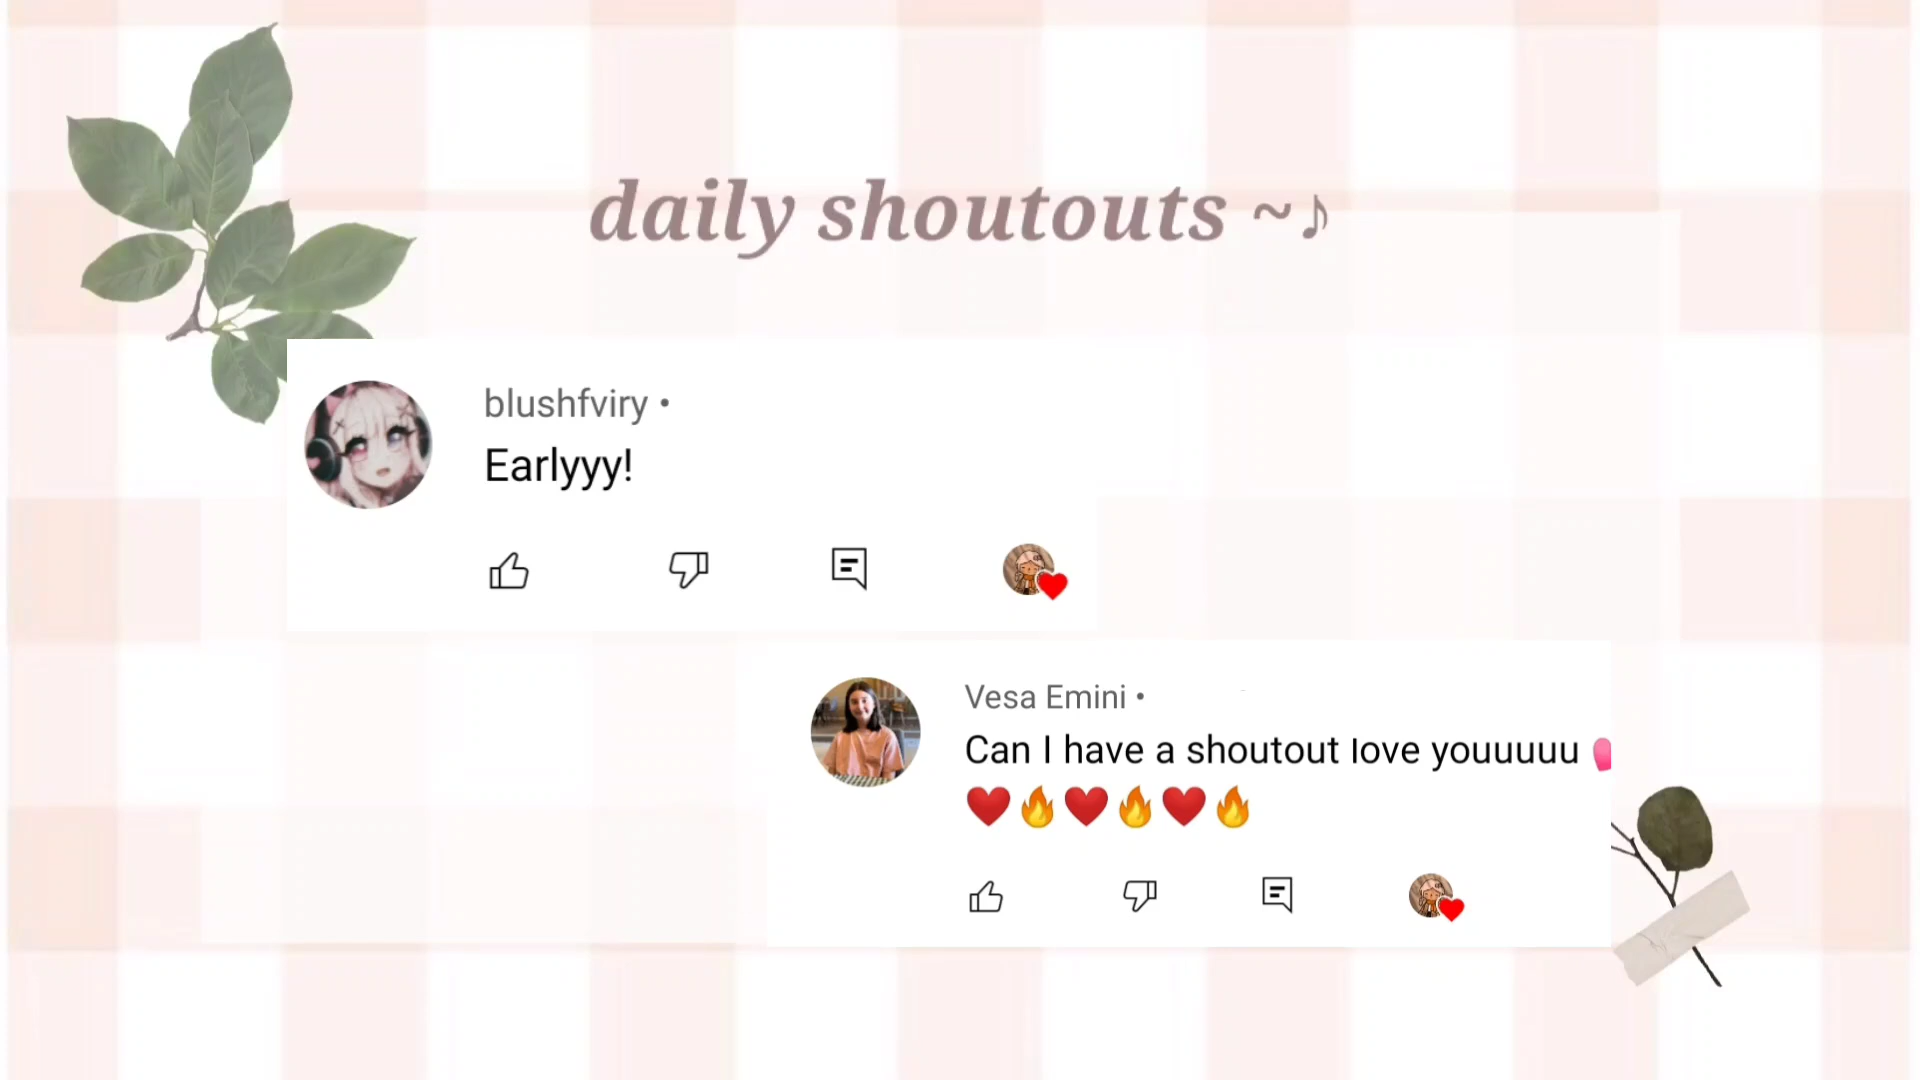 daily shoutouts ~♪
blushfviry •
Earlyyy!
Vesa Emini •
Can I have a shoutout love youuuuu
❤️🔥❤️🔥❤️🔥